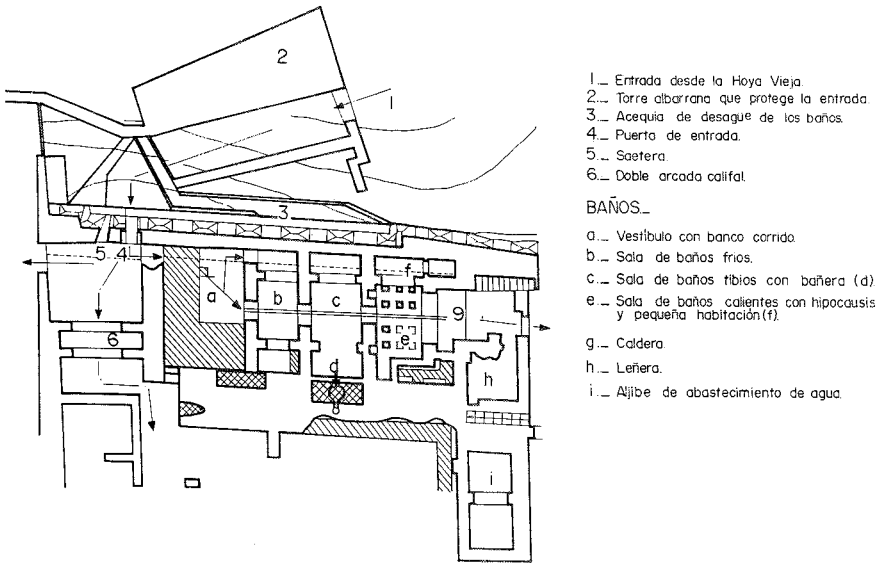 2
1
3
5 4
a
b
c
f
e
9
6
d
h
i
1._ Entrada desde la Hoya Vieja.
2._ Torre albarrana que protege la entrada.
3._ Acequia de desague de los baños.
4._ Puerta de entrada.
5._ Saetera.
6._ Doble arcada califal.
BAÑOS._
a._ Vestíbulo con banco corrido.
b._ Sala de baños frios.
c._ Sala de baños tibios con bañera (d).
e._ Sala de baños calientes con hipocausis
y pequeña habitación (f).
g._ Caldera.
h._ Leñera.
i._ Aljibe de abastecimiento de agua.